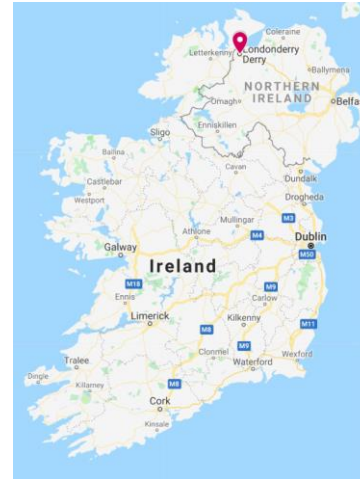 Coleraine
Londonderry
Derry
Letterkenny
Ballymena
NORTHERN
IRELAND
Omagh
Belfa
Enniskillen
Sligo
Ballina
Cavan
Dundalk
Castlebar
Drogheda
Westport
Mullingar
M3
Athlone
M4
Dublin
M50
Galway
Ireland
M18
M9
Ennis
Carlow
Limerick
M11
Kilkenny
M8
Clonmel
M9
Wexford
Tralee
Waterford
Dingle
Killarney
M8
Cork
Kinsale